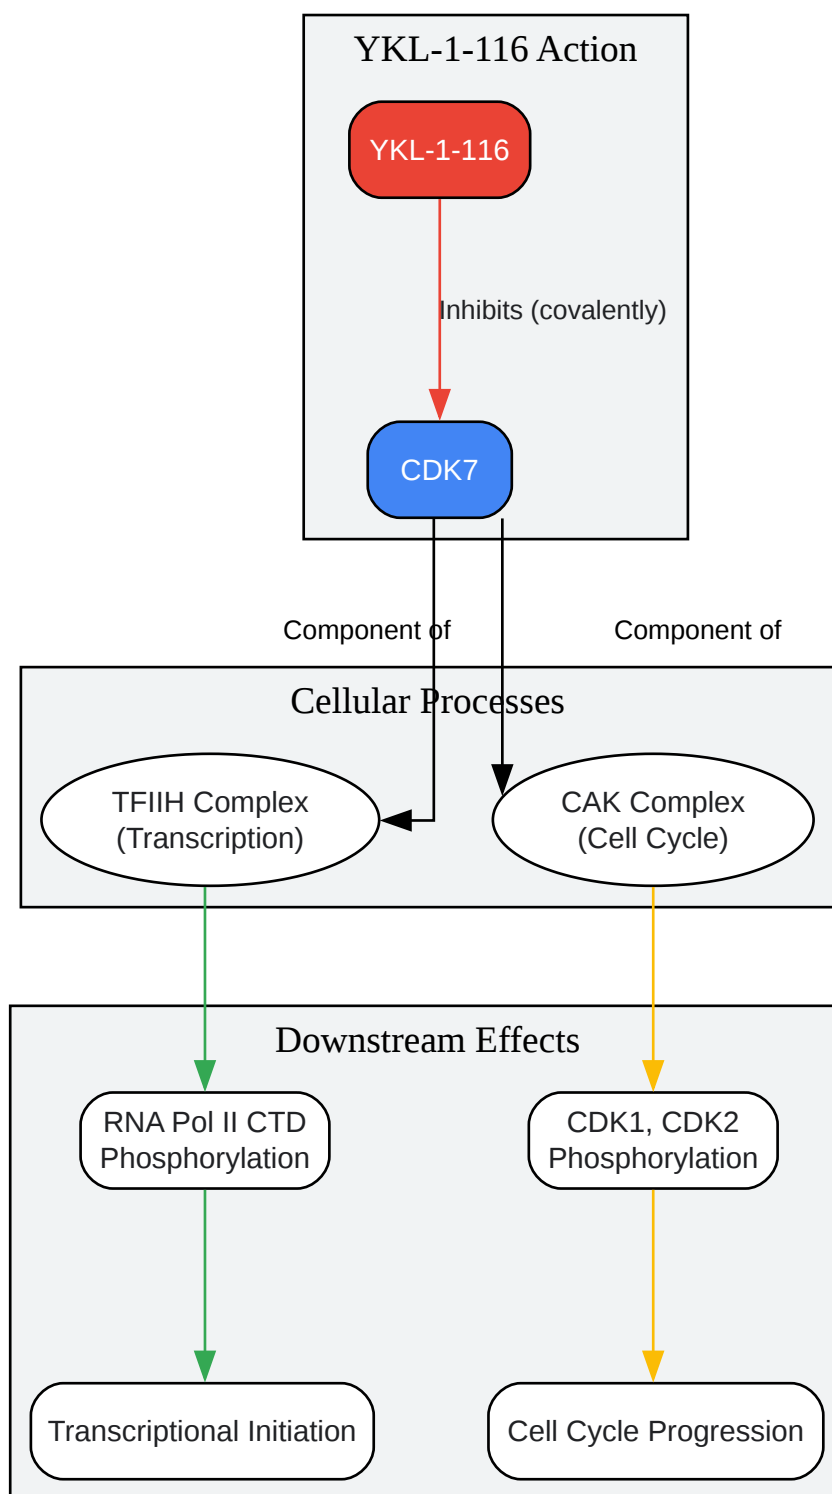 YKL-1-116 Action
YKL-1-116
Inhibits (covalently)
CDK7
Component of
Component of
Cellular Processes
TFIIH Complex
(Transcription)
CAK Complex
(Cell Cycle)
Downstream Effects
RNA Pol II CTD
Phosphorylation
CDK1, CDK2
Phosphorylation
Transcriptional Initiation
Cell Cycle Progression